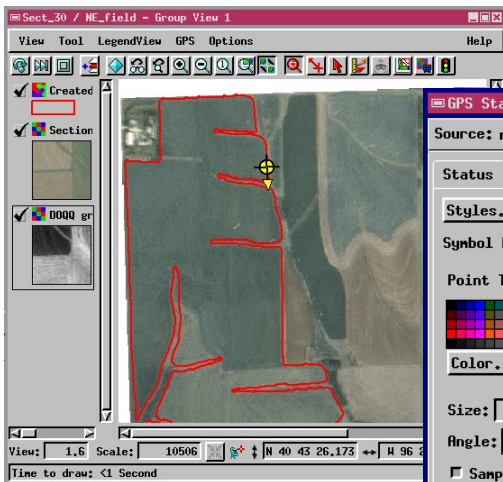 Sect_30 / NE_field - Group View 1
View Tool LegendView GPS Options Help
Created
Section
DOQQ gr
View: 1.6 Scale: 10506 N 40 43 26.173 W 96 2
Time to draw: <1 Second
GPS Sta
Source:
Status
Styles.
Symbol
Point T
Color.
Size:
Angle:
Samp